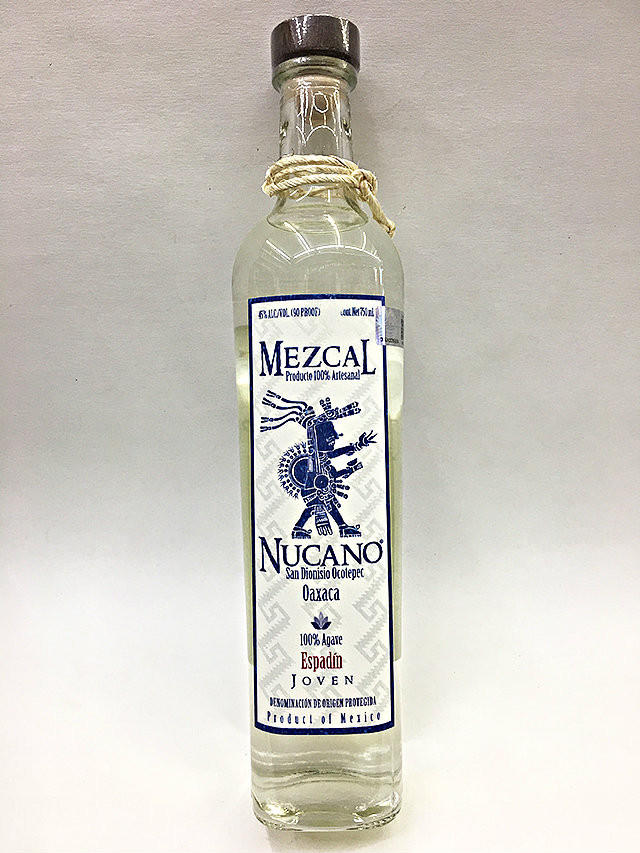 45% ALC/VOL. (90 PROOF) Cont. Net 750 mL
MEZCAL
Producto 100% Artesanal
NUCANO®
San Dionisio Ocotepec
Oaxaca
100% Agave
Espadín
JOVEN
DENOMINACIÓN DE ORIGEN PROTEGIDA
Product of Mexico